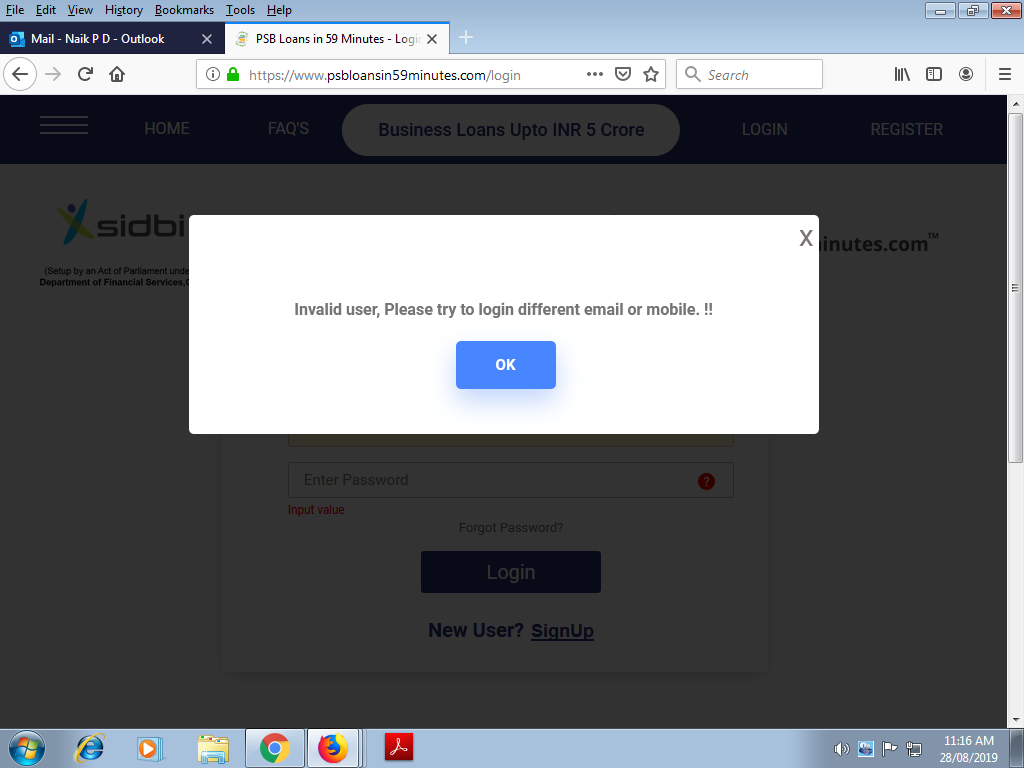 File Edit View History Bookmarks Tools Help
Mail - Naik P D - Outlook
PSB Loans in 59 Minutes - Logi
https://www.psbloansin59minutes.com/login
Search
HOME
FAQ'S
Business Loans Upto INR 5 Crore
LOGIN
REGISTER
sidbi
inutes.com™
(Setup by an Act of Parliament unde
Department of Financial Services,
X
Invalid user, Please try to login different email or mobile. !!
OK
Enter Password
?
Input value
Forgot Password?
Login
New User? SignUp
11:16 AM
28/08/2019